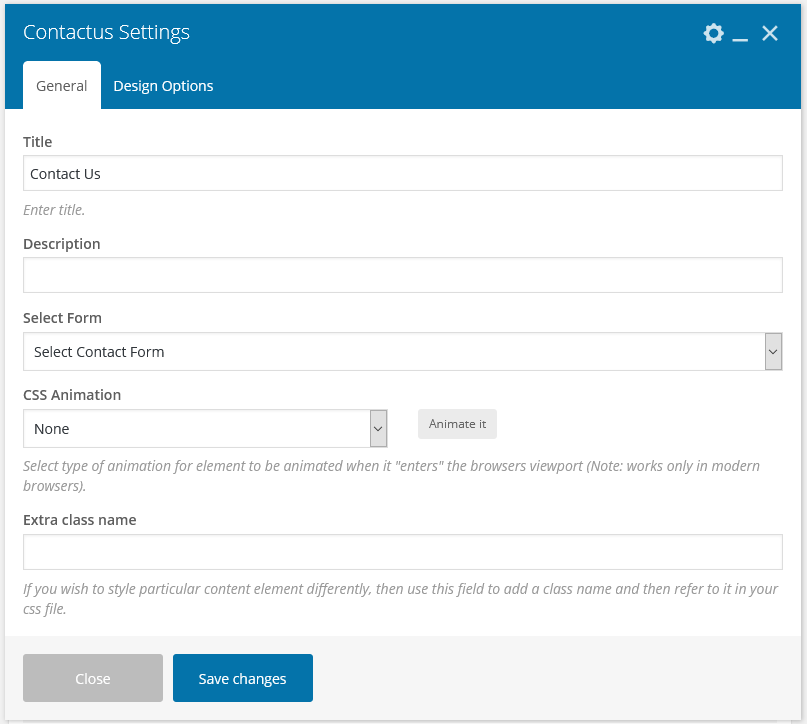 Contactus Settings
General
Design Options
Title
Contact Us
Enter title.
Description
Select Form
Select Contact Form
CSS Animation
None
Animate it
Select type of animation for element to be animated when it "enters" the browsers viewport (Note: works only in modern
browsers).
Extra class name
If you wish to style particular content element differently, then use this field to add a class name and then refer to it in your
css file.
Close
Save changes